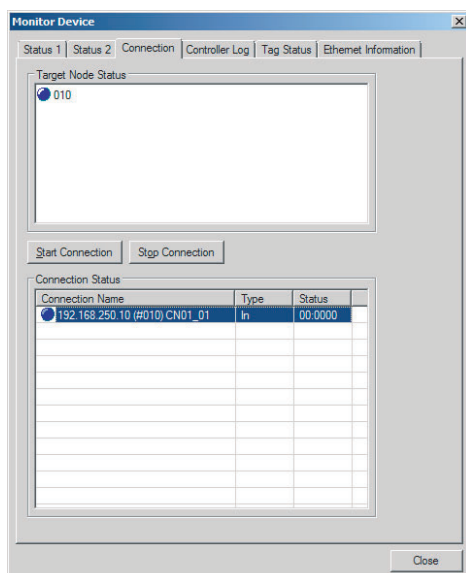 Monitor Device
Status 1 Status 2 Connection Controller Log Tag Status Ethernet Information
Target Node Status
010
Start Connection Stop Connection
Connection Status
Connection Name Type Status
192.168.250.10 (#010) CN01_01 In 00:0000
Close